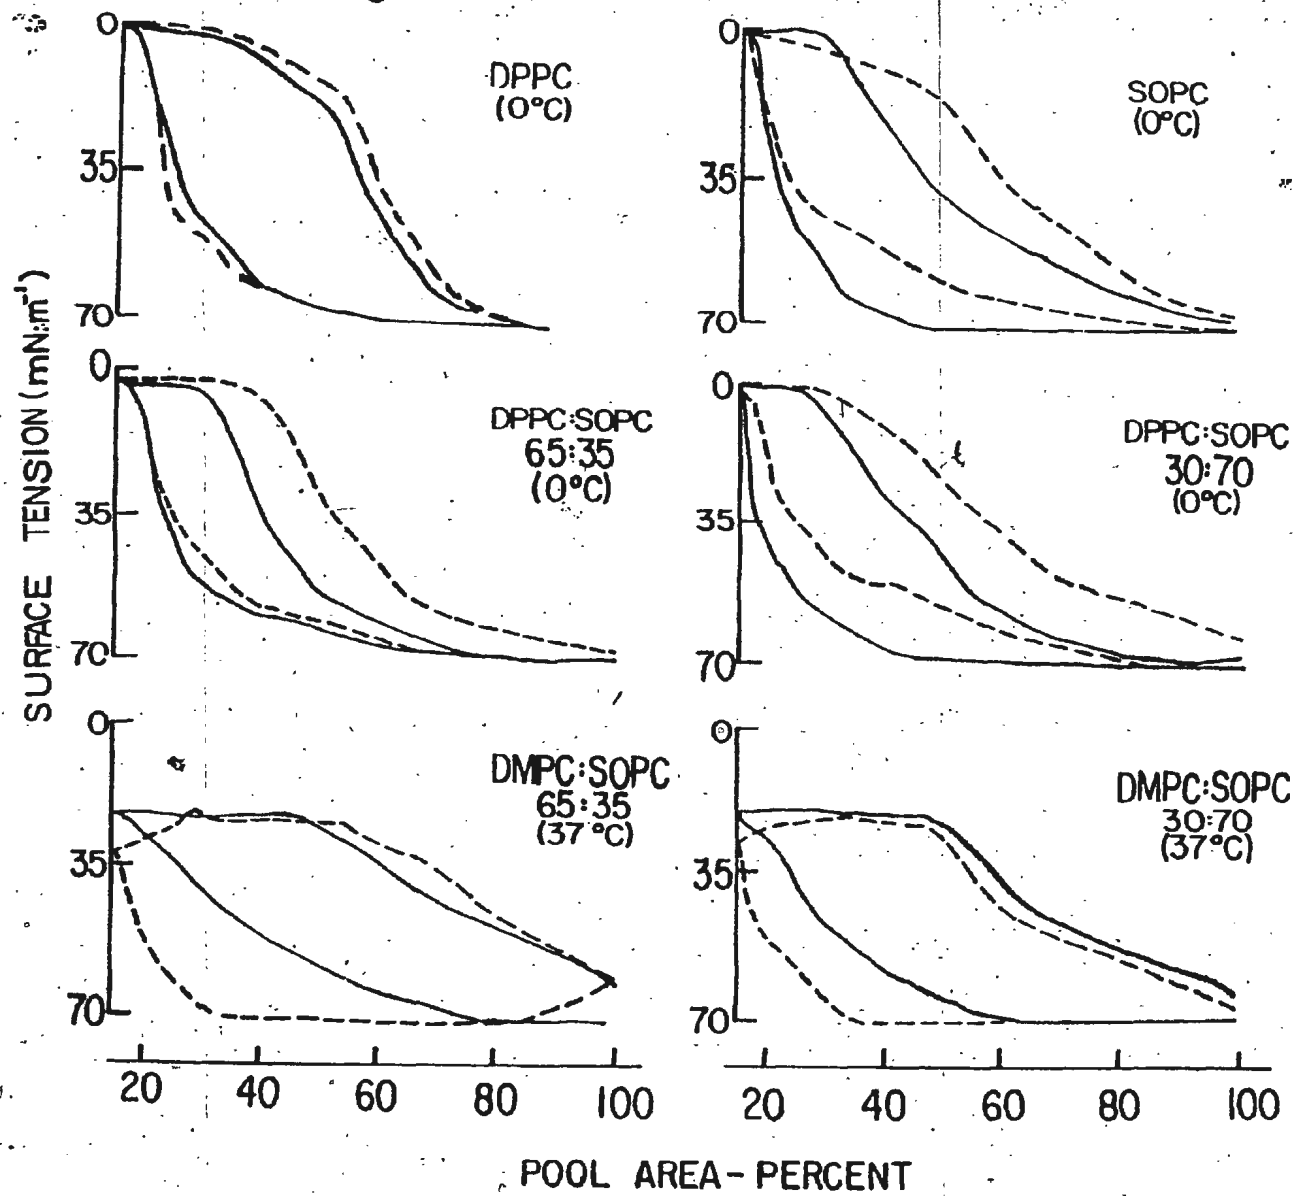 SURFACE TENSION (mN·m⁻¹)
0
35
70
DPPC
(0°C)
0
35
70
SOPC
(0°C)
0
35
70
DPPC:SOPC
65:35
(0°C)
0
35
70
DPPC:SOPC
30:70
(0°C)
0
35
70
DMPC:SOPC
65:35
(37°C)
0
35
70
DMPC:SOPC
30:70
(37°C)
20 40 60 80 100
20 40 60 80 100
POOL AREA - PERCENT